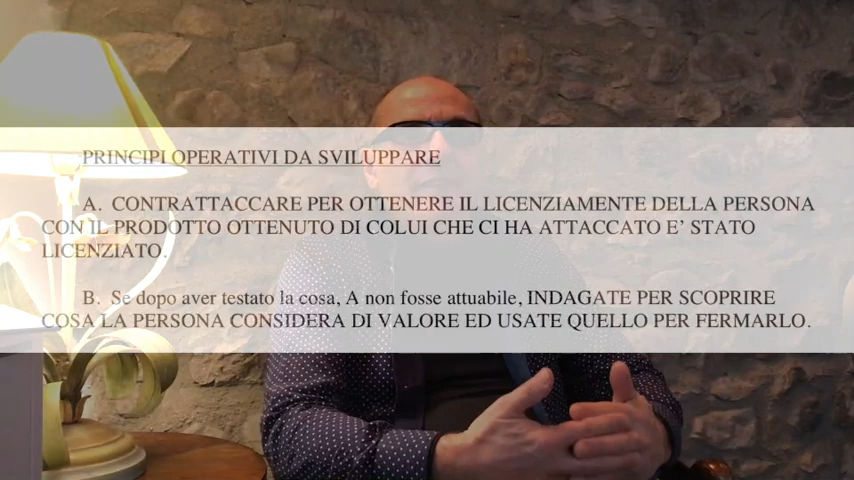 PRINCIPI OPERATIVI DA SVILUPPARE
A. CONTRATTACCARE PER OTTENERE IL LICENZIAMENTE DELLA PERSONA
CON IL PRODOTTO OTTENUTO DI COLUI CHE CI HA ATTACCATO E' STATO
LICENZIATO.
B. Se dopo aver testato la cosa, A non fosse attuabile, INDAGATE PER SCOPRIRE
COSA LA PERSONA CONSIDERA DI VALORE ED USATE QUELLO PER FERMARLO.